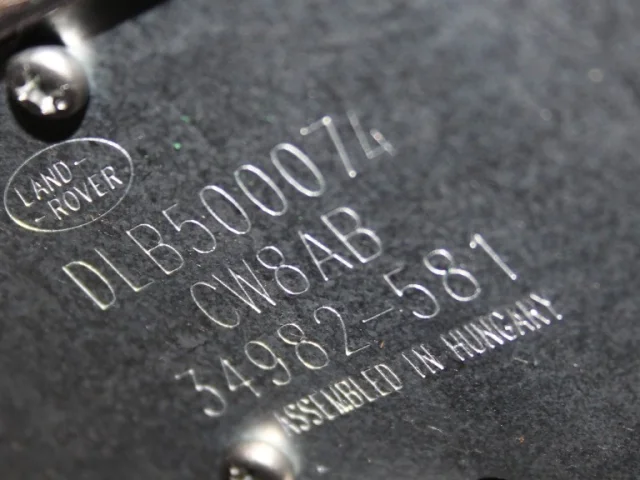 LAND-
-ROVER
DLB500074
CW8AB
34982-581
ASSEMBLED IN HUNGARY.